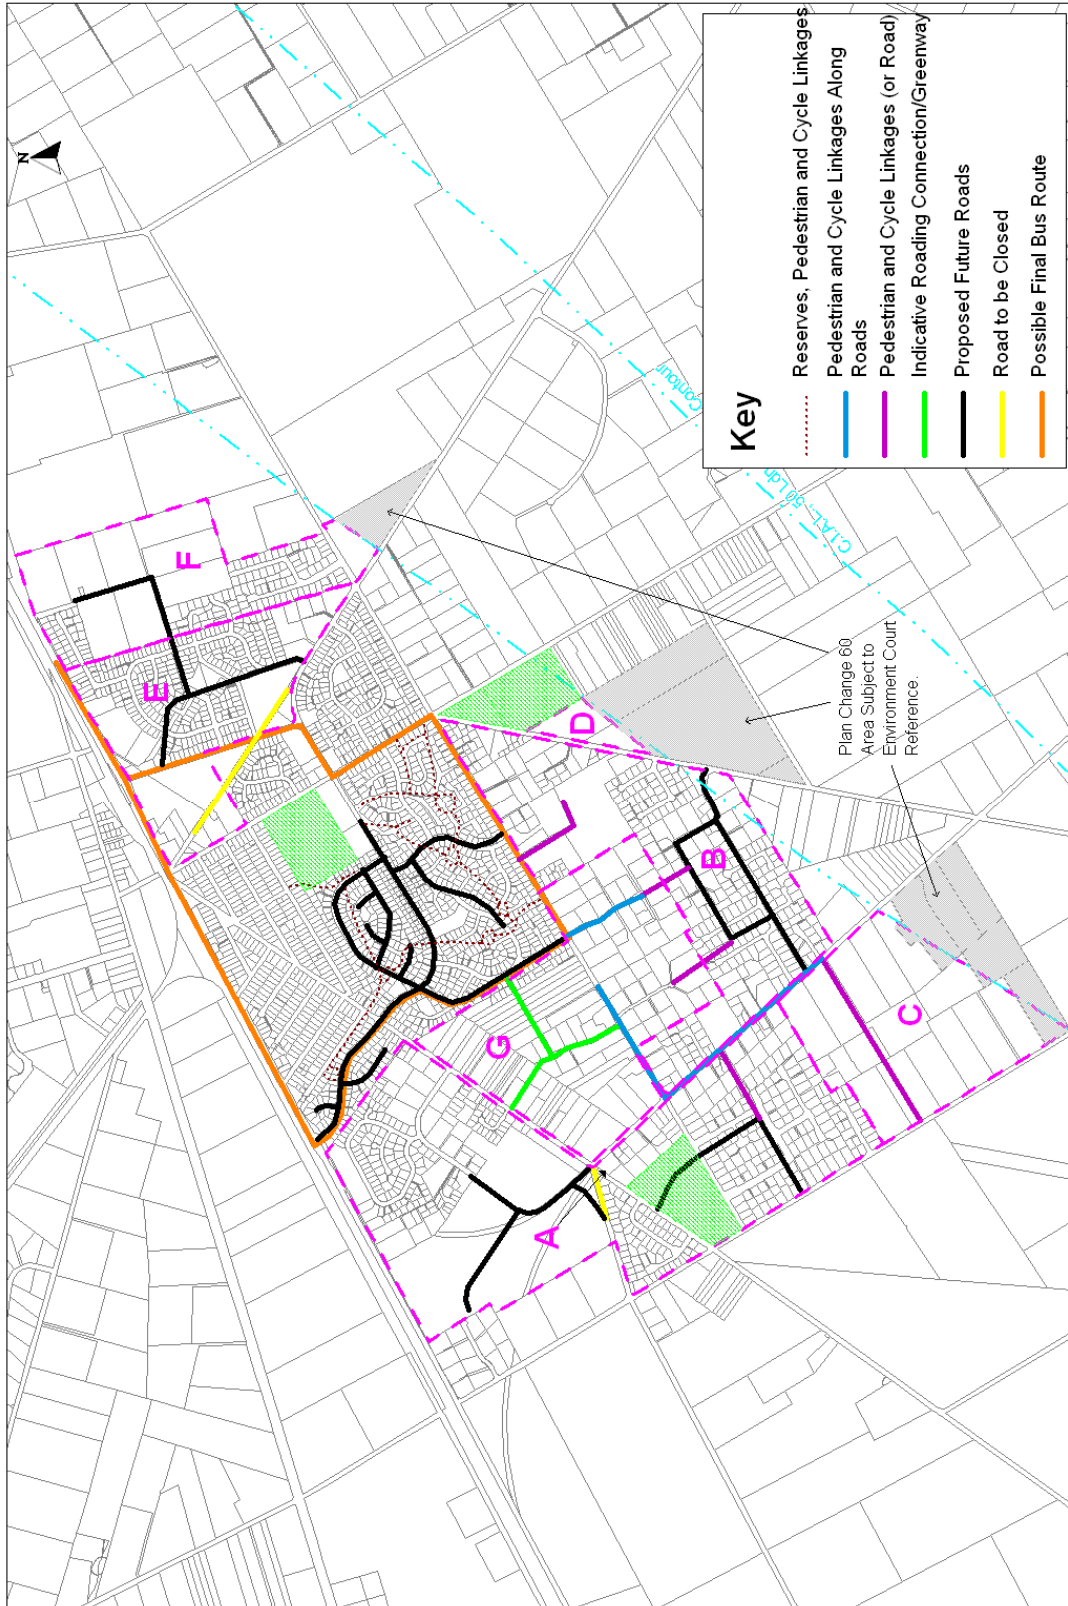 N
Key
Reserves, Pedestrian and Cycle Linkages
Pedestrian and Cycle Linkages Along
Roads
Pedestrian and Cycle Linkages (or Road)
Indicative Roading Connection/Greenway
Proposed Future Roads
Road to be Closed
Possible Final Bus Route
F
E
D
B
C
G
A
C.I.A.L. 50 Ldn
Contour
Plan Change 60
Area Subject to
Environment Court
Reference